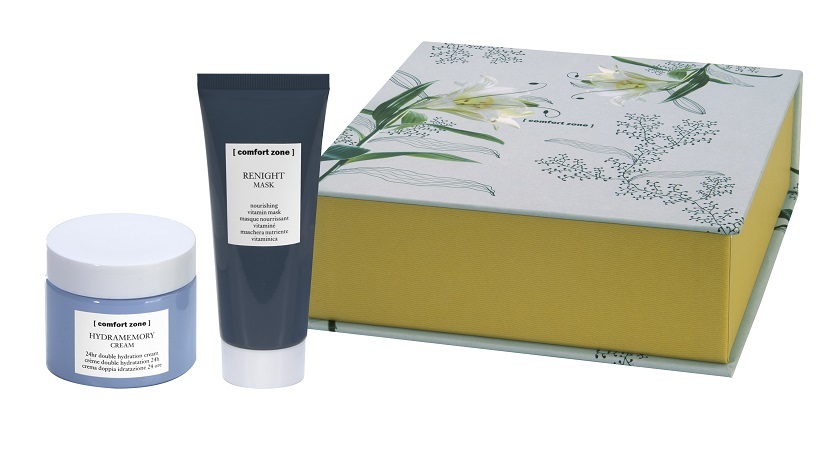 [ comfort zone ]
RENIGHT
MASK
nourishing
vitamin mask
masque nourrissant
vitaminé
maschera nutriente
vitaminica
[ comfort zone ]
HYDRAMEMORY
CREAM
24hr double hydration cream
crème double hydratation 24h
crema doppia idratazione 24 ore
[ comfort zone ]